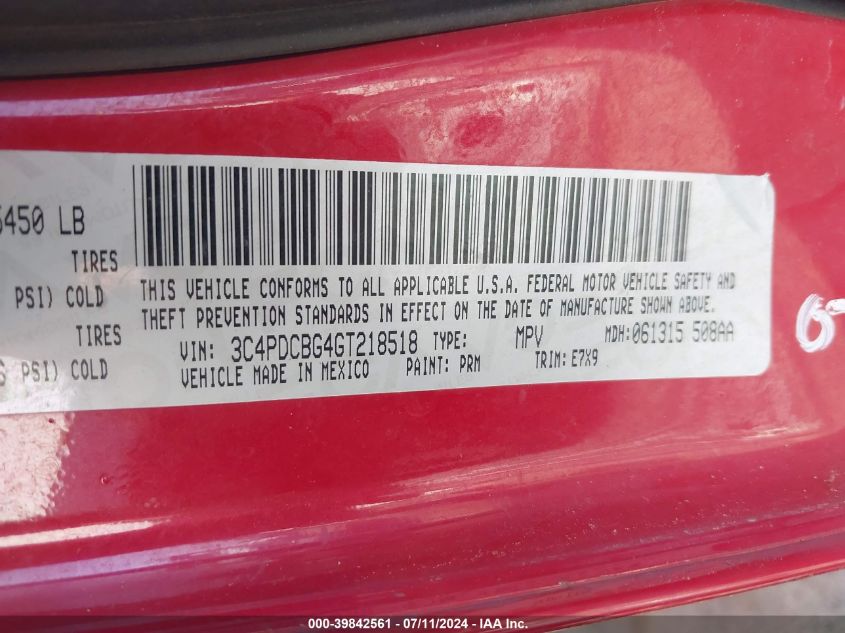 5450 LB
TIRES
PSI) COLD
TIRES
PSI) COLD
THIS VEHICLE CONFORMS TO ALL APPLICABLE U.S.A. FEDERAL MOTOR VEHICLE SAFETY AND
THEFT PREVENTION STANDARDS IN EFFECT ON THE DATE OF MANUFACTURE SHOWN ABOVE.
VIN: 3C4PDCBG4GT218518 TYPE: MPV MDH: 061315 508AA
VEHICLE MADE IN MEXICO PAINT: PRM TRIM: E7X9
000-39842561 - 07/11/2024 - IAA Inc.